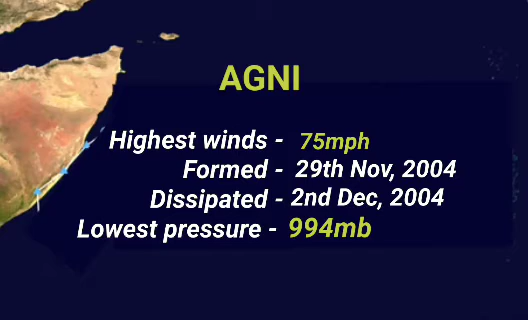 AGNI
Highest winds - 75mph
Formed - 29th Nov, 2004
Dissipated - 2nd Dec, 2004
Lowest pressure - 994mb